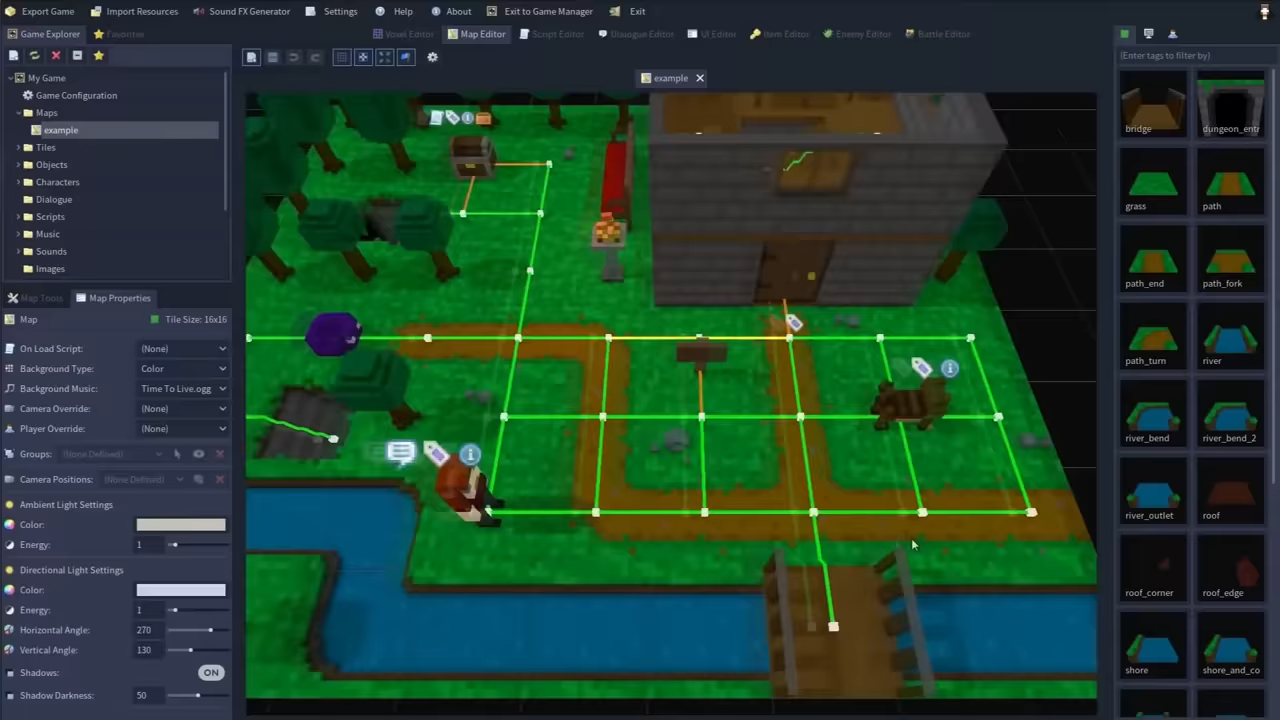 Export Game Import Resources Sound FX Generator Settings Help About Exit to Game Manager Exit
Game Explorer Favorites
Voxel Editor Map Editor Script Editor Dialogue Editor UI Editor Item Editor Enemy Editor Battle Editor
example
(Enter tags to filter by)
My Game
Game Configuration
Maps
example
Tiles
Objects
Characters
Dialogue
Scripts
Music
Sounds
Images
Map Tools Map Properties
Map Tile Size: 16x16
On Load Script: (None)
Background Type: Color
Background Music: Time To Live.ogg
Camera Override: (None)
Player Override: (None)
Groups: (None Defined)
Camera Positions: (None Defined)
Ambient Light Settings
Color:
Energy: 1
Directional Light Settings
Color:
Energy: 1
Horizontal Angle: 270
Vertical Angle: 130
Shadows: ON
Shadow Darkness: 50
bridge dungeon_entr
grass path
path_end path_fork
path_turn river
river_bend river_bend_2
river_outlet roof
roof_corner roof_edge
shore shore_and_co